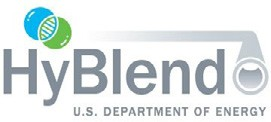 HyBlend
U.S. DEPARTMENT OF ENERGY